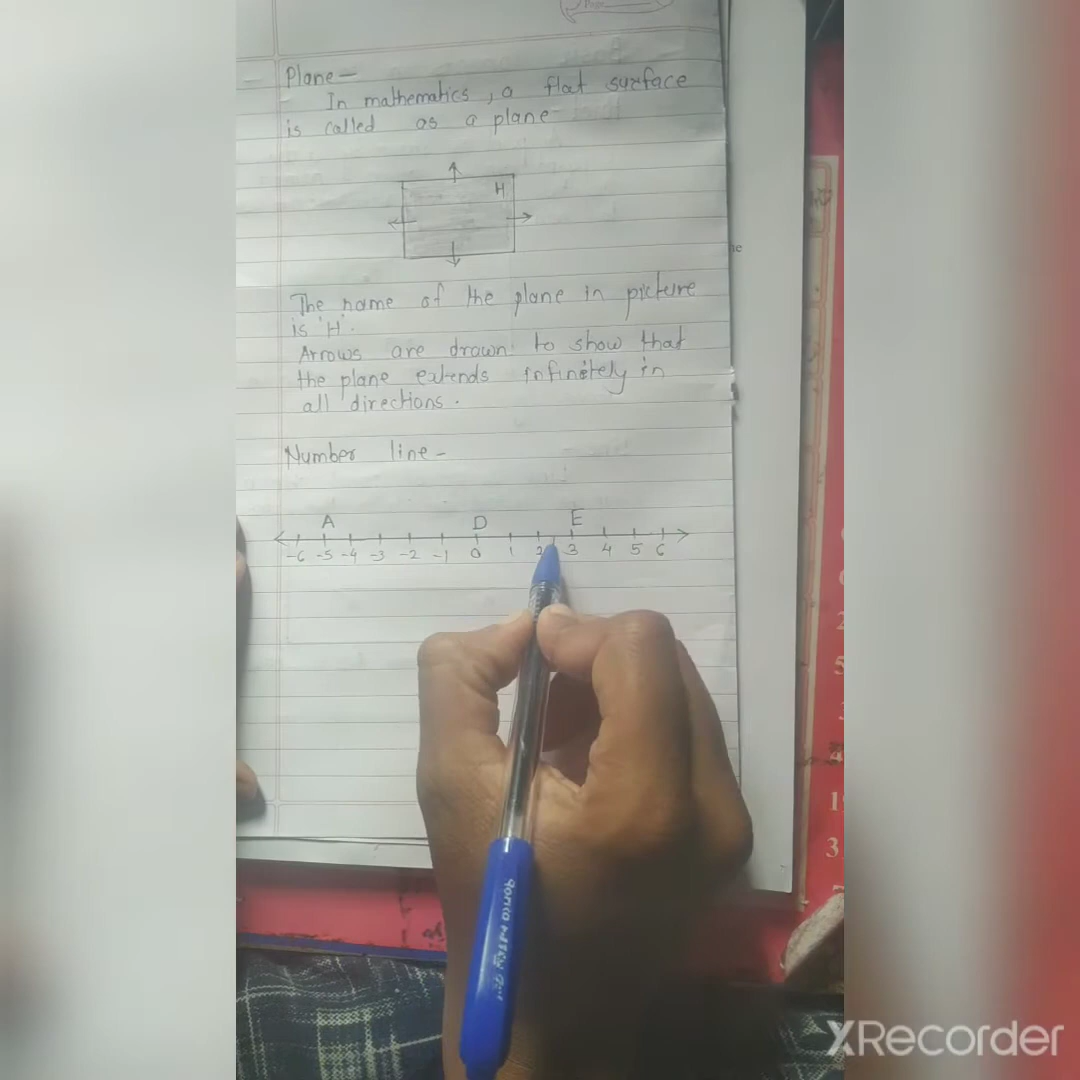 Plane –
In mathematics, a flat surface
is called as a plane
H
The name of the plane in picture
is 'H'.
Arrows are drawn to show that
the plane extends infinitely in
all directions.
Number line –
A D E
-6 -5 -4 -3 -2 -1 0 1 2 3 4 5 6
XRecorder